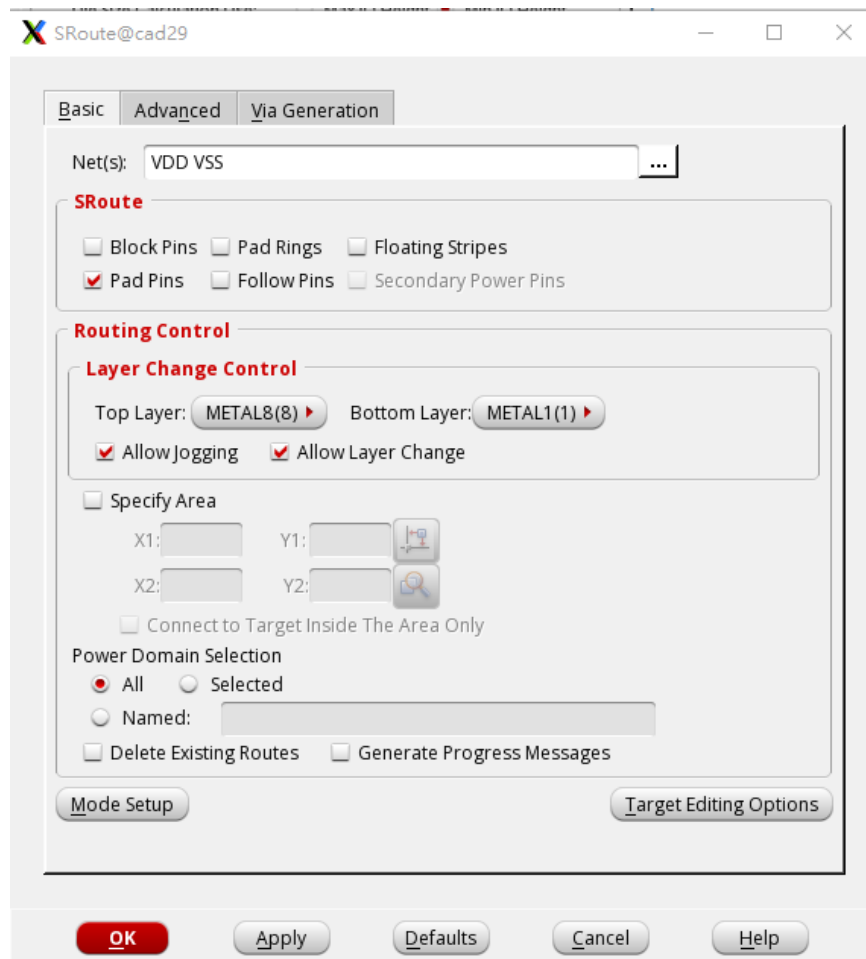 SRoute@cad29
Basic Advanced Via Generation
Net(s): VDD VSS ...
SRoute
Block Pins Pad Rings Floating Stripes
Pad Pins Follow Pins Secondary Power Pins
Routing Control
Layer Change Control
Top Layer: METAL8(8) Bottom Layer: METAL1(1)
Allow Jogging Allow Layer Change
Specify Area
X1: Y1:
X2: Y2:
Connect to Target Inside The Area Only
Power Domain Selection
All Selected
Named:
Delete Existing Routes Generate Progress Messages
Mode Setup Target Editing Options
OK Apply Defaults Cancel Help